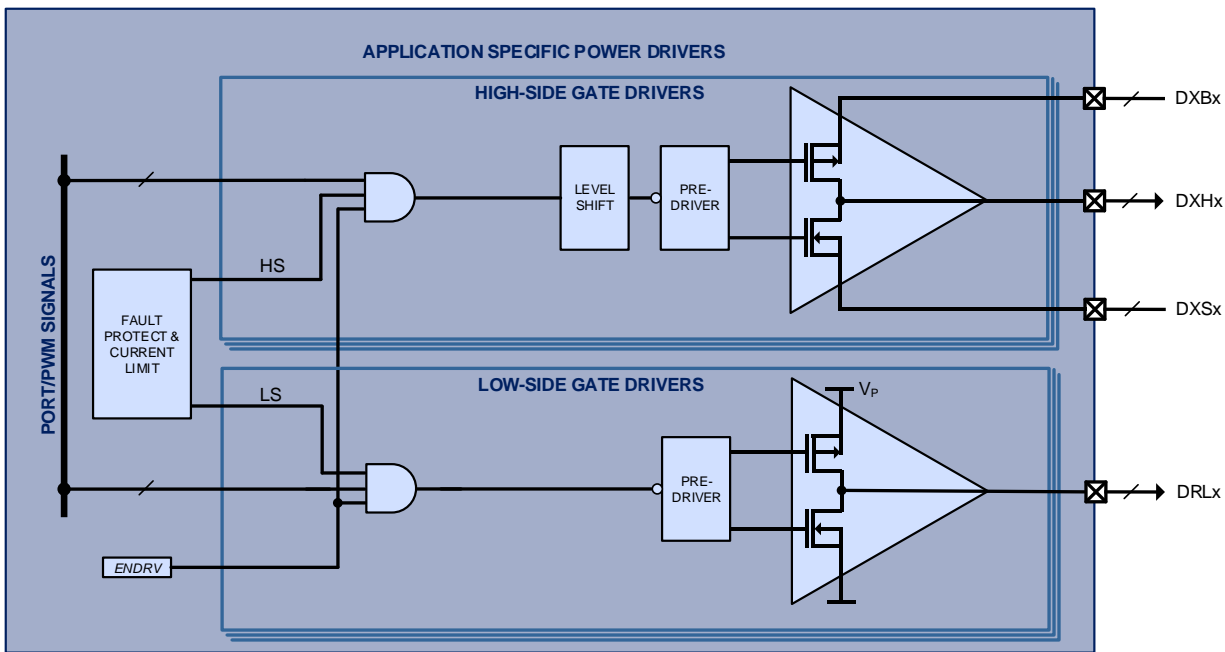 APPLICATION SPECIFIC POWER DRIVERS
HIGH-SIDE GATE DRIVERS
DXBx
LEVEL
SHIFT
PRE-
DRIVER
DXHx
PORT/PWM SIGNALS
HS
FAULT
PROTECT &
CURRENT
LIMIT
DXSx
LOW-SIDE GATE DRIVERS
LS
VP
PRE-
DRIVER
DRLx
ENDRV